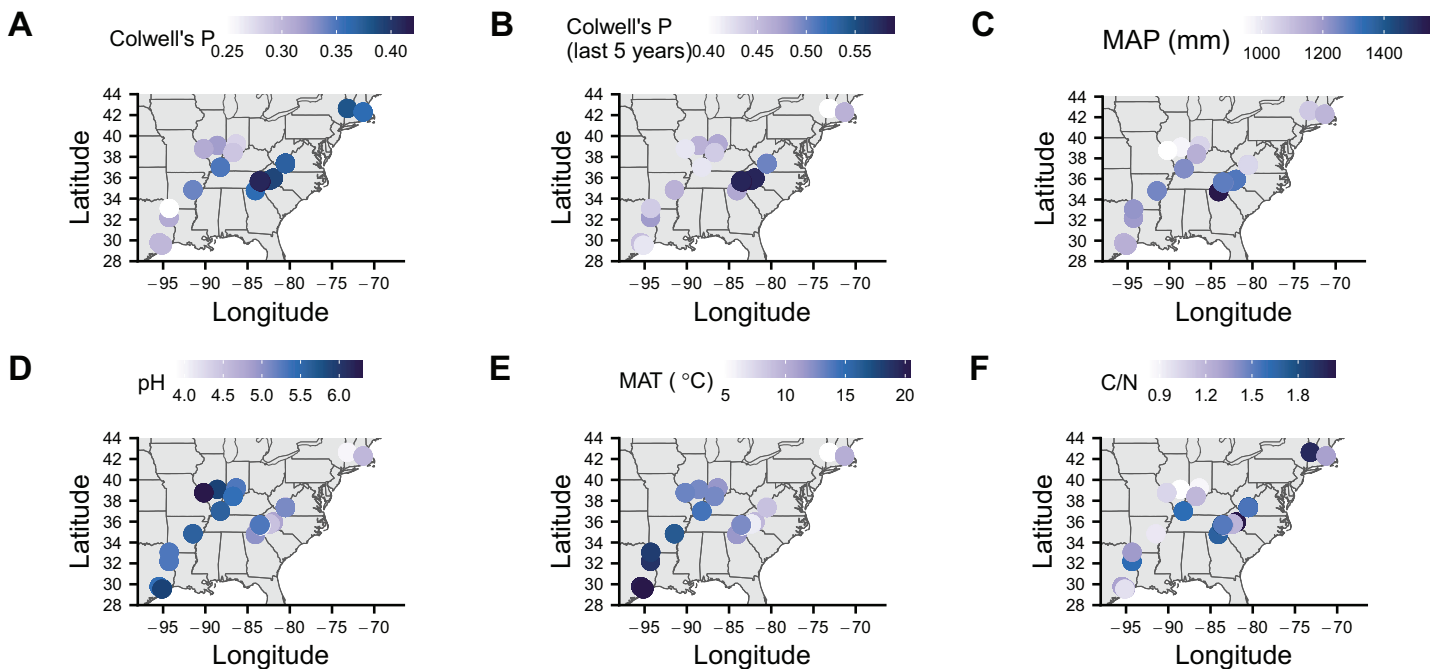 A
Colwell's P
0.25 0.30 0.35 0.40
44
42
40
38
36
34
32
30
28
Latitude
−95 −90 −85 −80 −75 −70
Longitude
B
Colwell's P
(last 5 years)
0.40 0.45 0.50 0.55
44
42
40
38
36
34
32
30
28
Latitude
−95 −90 −85 −80 −75 −70
Longitude
C
MAP (mm)
1000 1200 1400
44
42
40
38
36
34
32
30
28
Latitude
−95 −90 −85 −80 −75 −70
Longitude
D
pH
4.0 4.5 5.0 5.5 6.0
44
42
40
38
36
34
32
30
28
Latitude
−95 −90 −85 −80 −75 −70
Longitude
E
MAT ( °C)
5 10 15 20
44
42
40
38
36
34
32
30
28
Latitude
−95 −90 −85 −80 −75 −70
Longitude
F
C/N
0.9 1.2 1.5 1.8
44
42
40
38
36
34
32
30
28
Latitude
−95 −90 −85 −80 −75 −70
Longitude